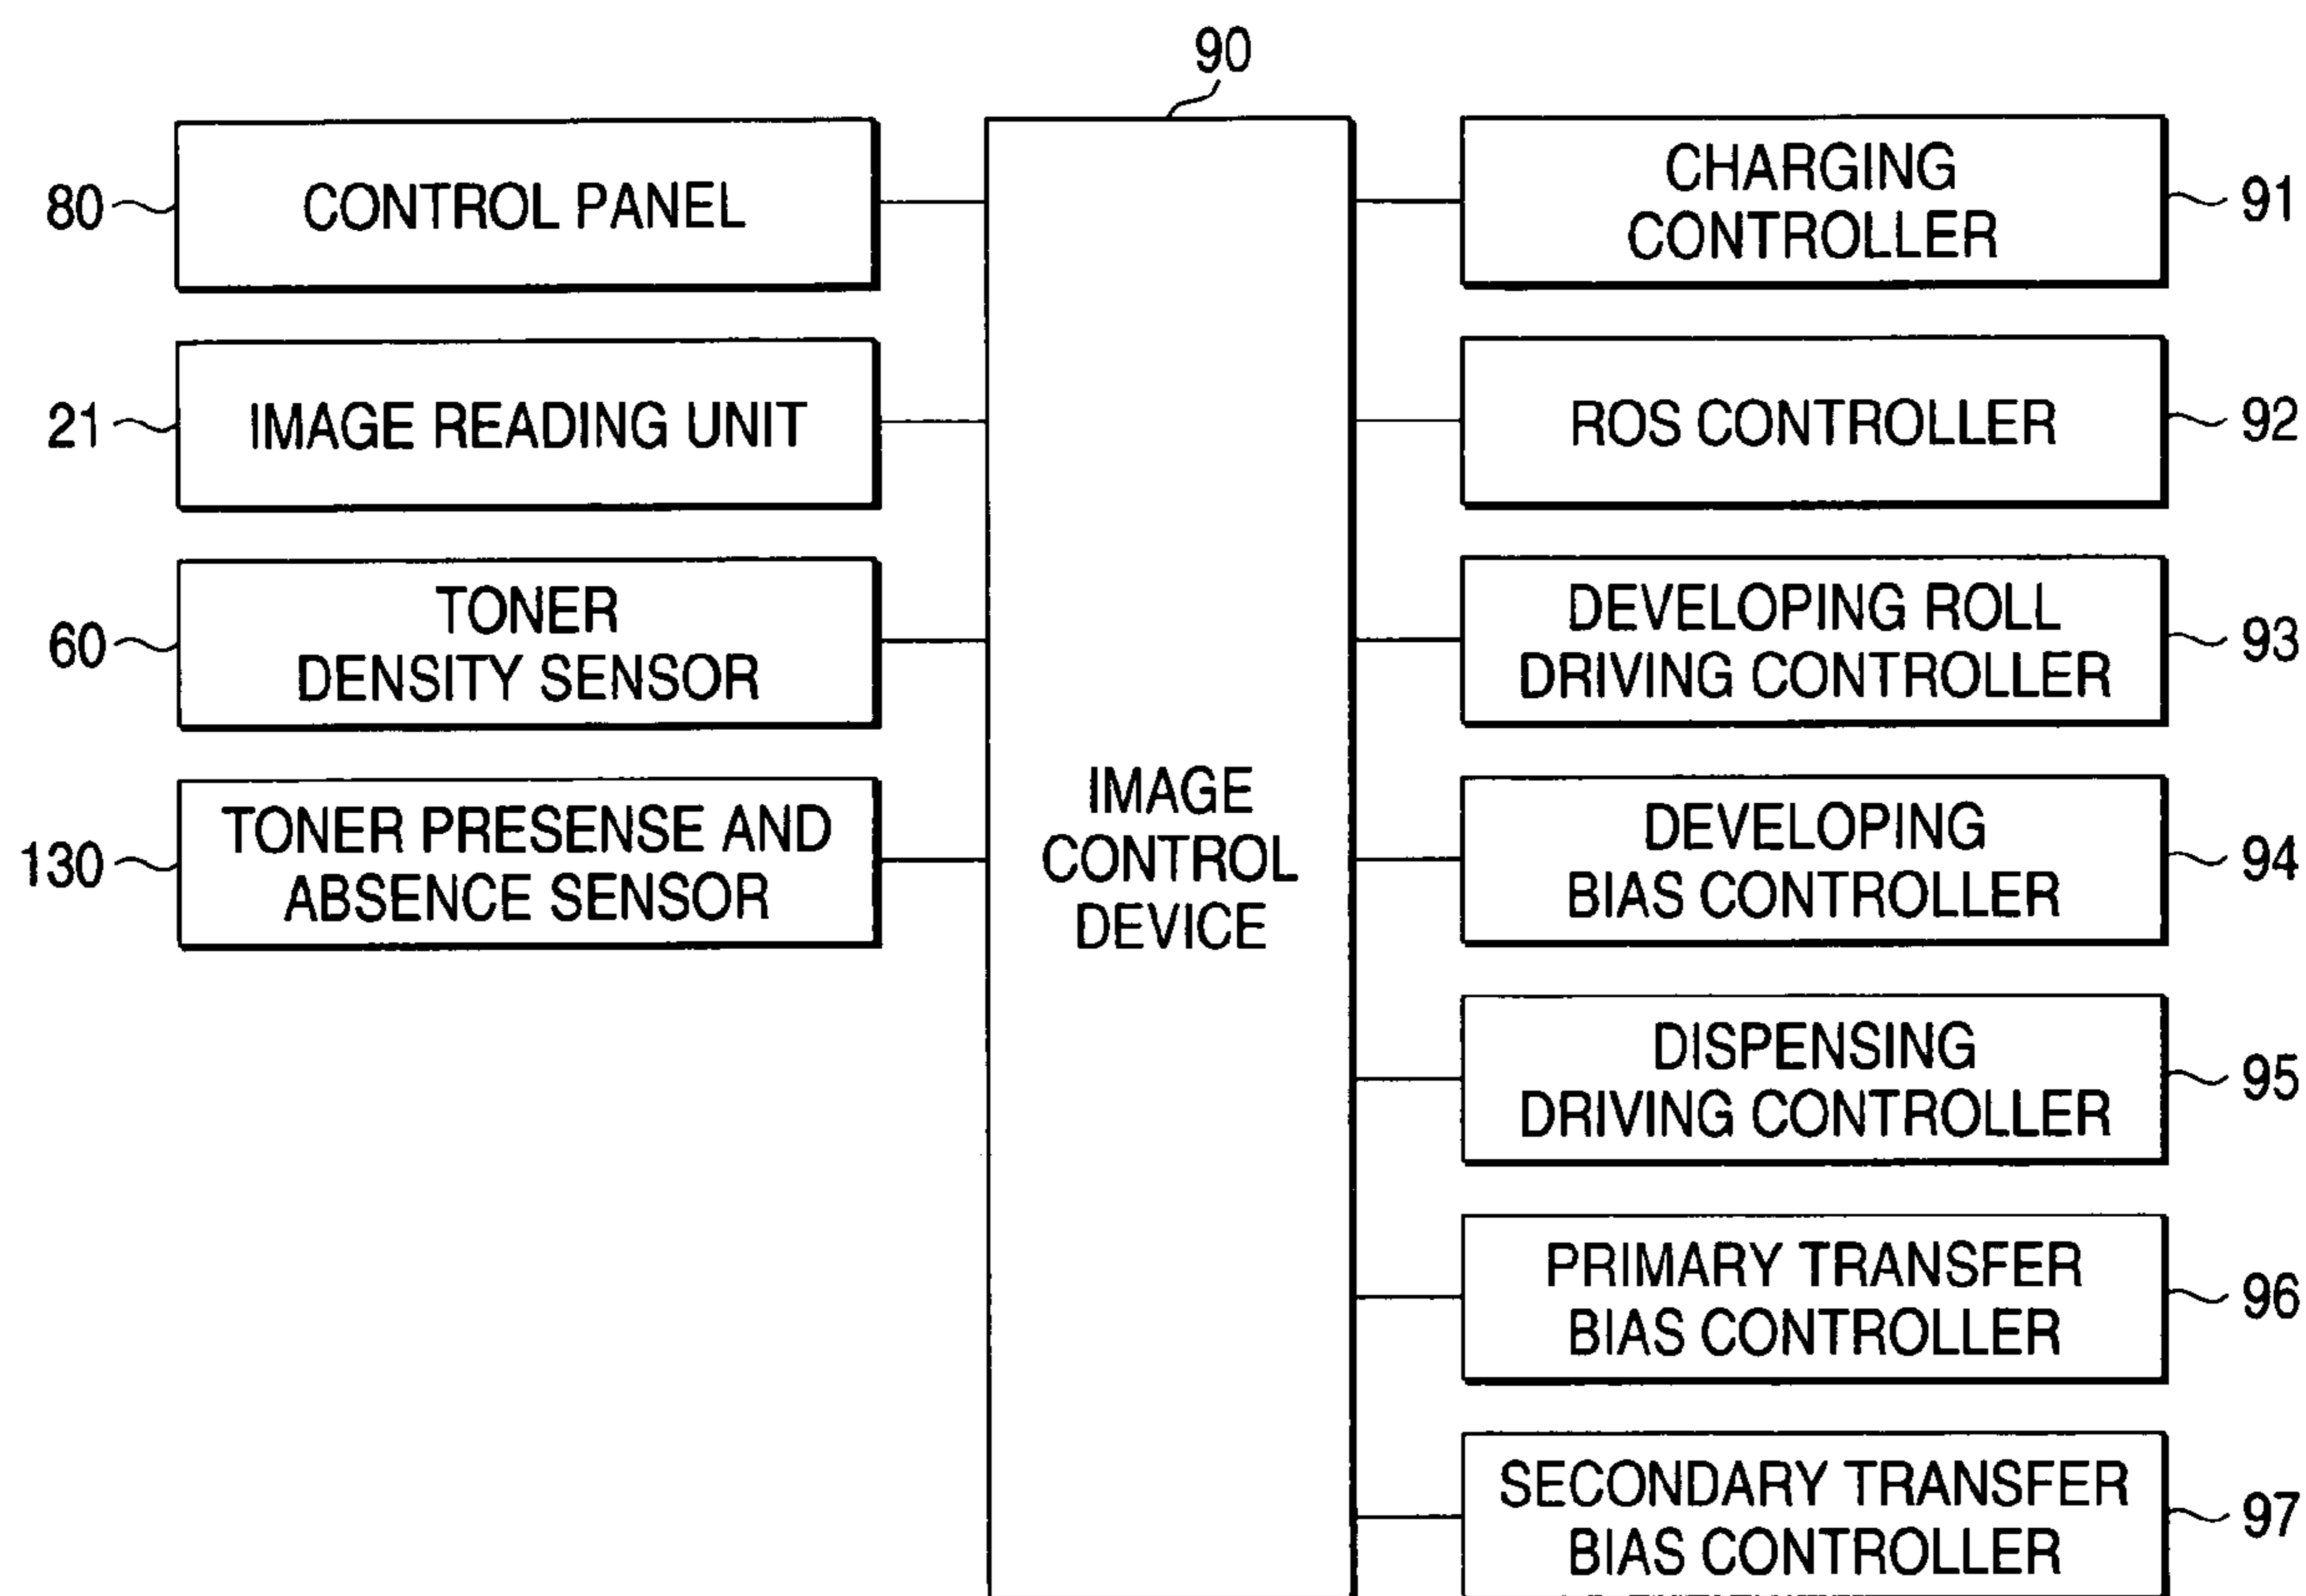 90
80
CONTROL PANEL
21
IMAGE READING UNIT
60
TONER
DENSITY SENSOR
130
TONER PRESENSE AND
ABSENCE SENSOR
IMAGE
CONTROL
DEVICE
CHARGING
CONTROLLER
91
ROS CONTROLLER
92
DEVELOPING ROLL
DRIVING CONTROLLER
93
DEVELOPING
BIAS CONTROLLER
94
DISPENSING
DRIVING CONTROLLER
95
PRIMARY TRANSFER
BIAS CONTROLLER
96
SECONDARY TRANSFER
BIAS CONTROLLER
97